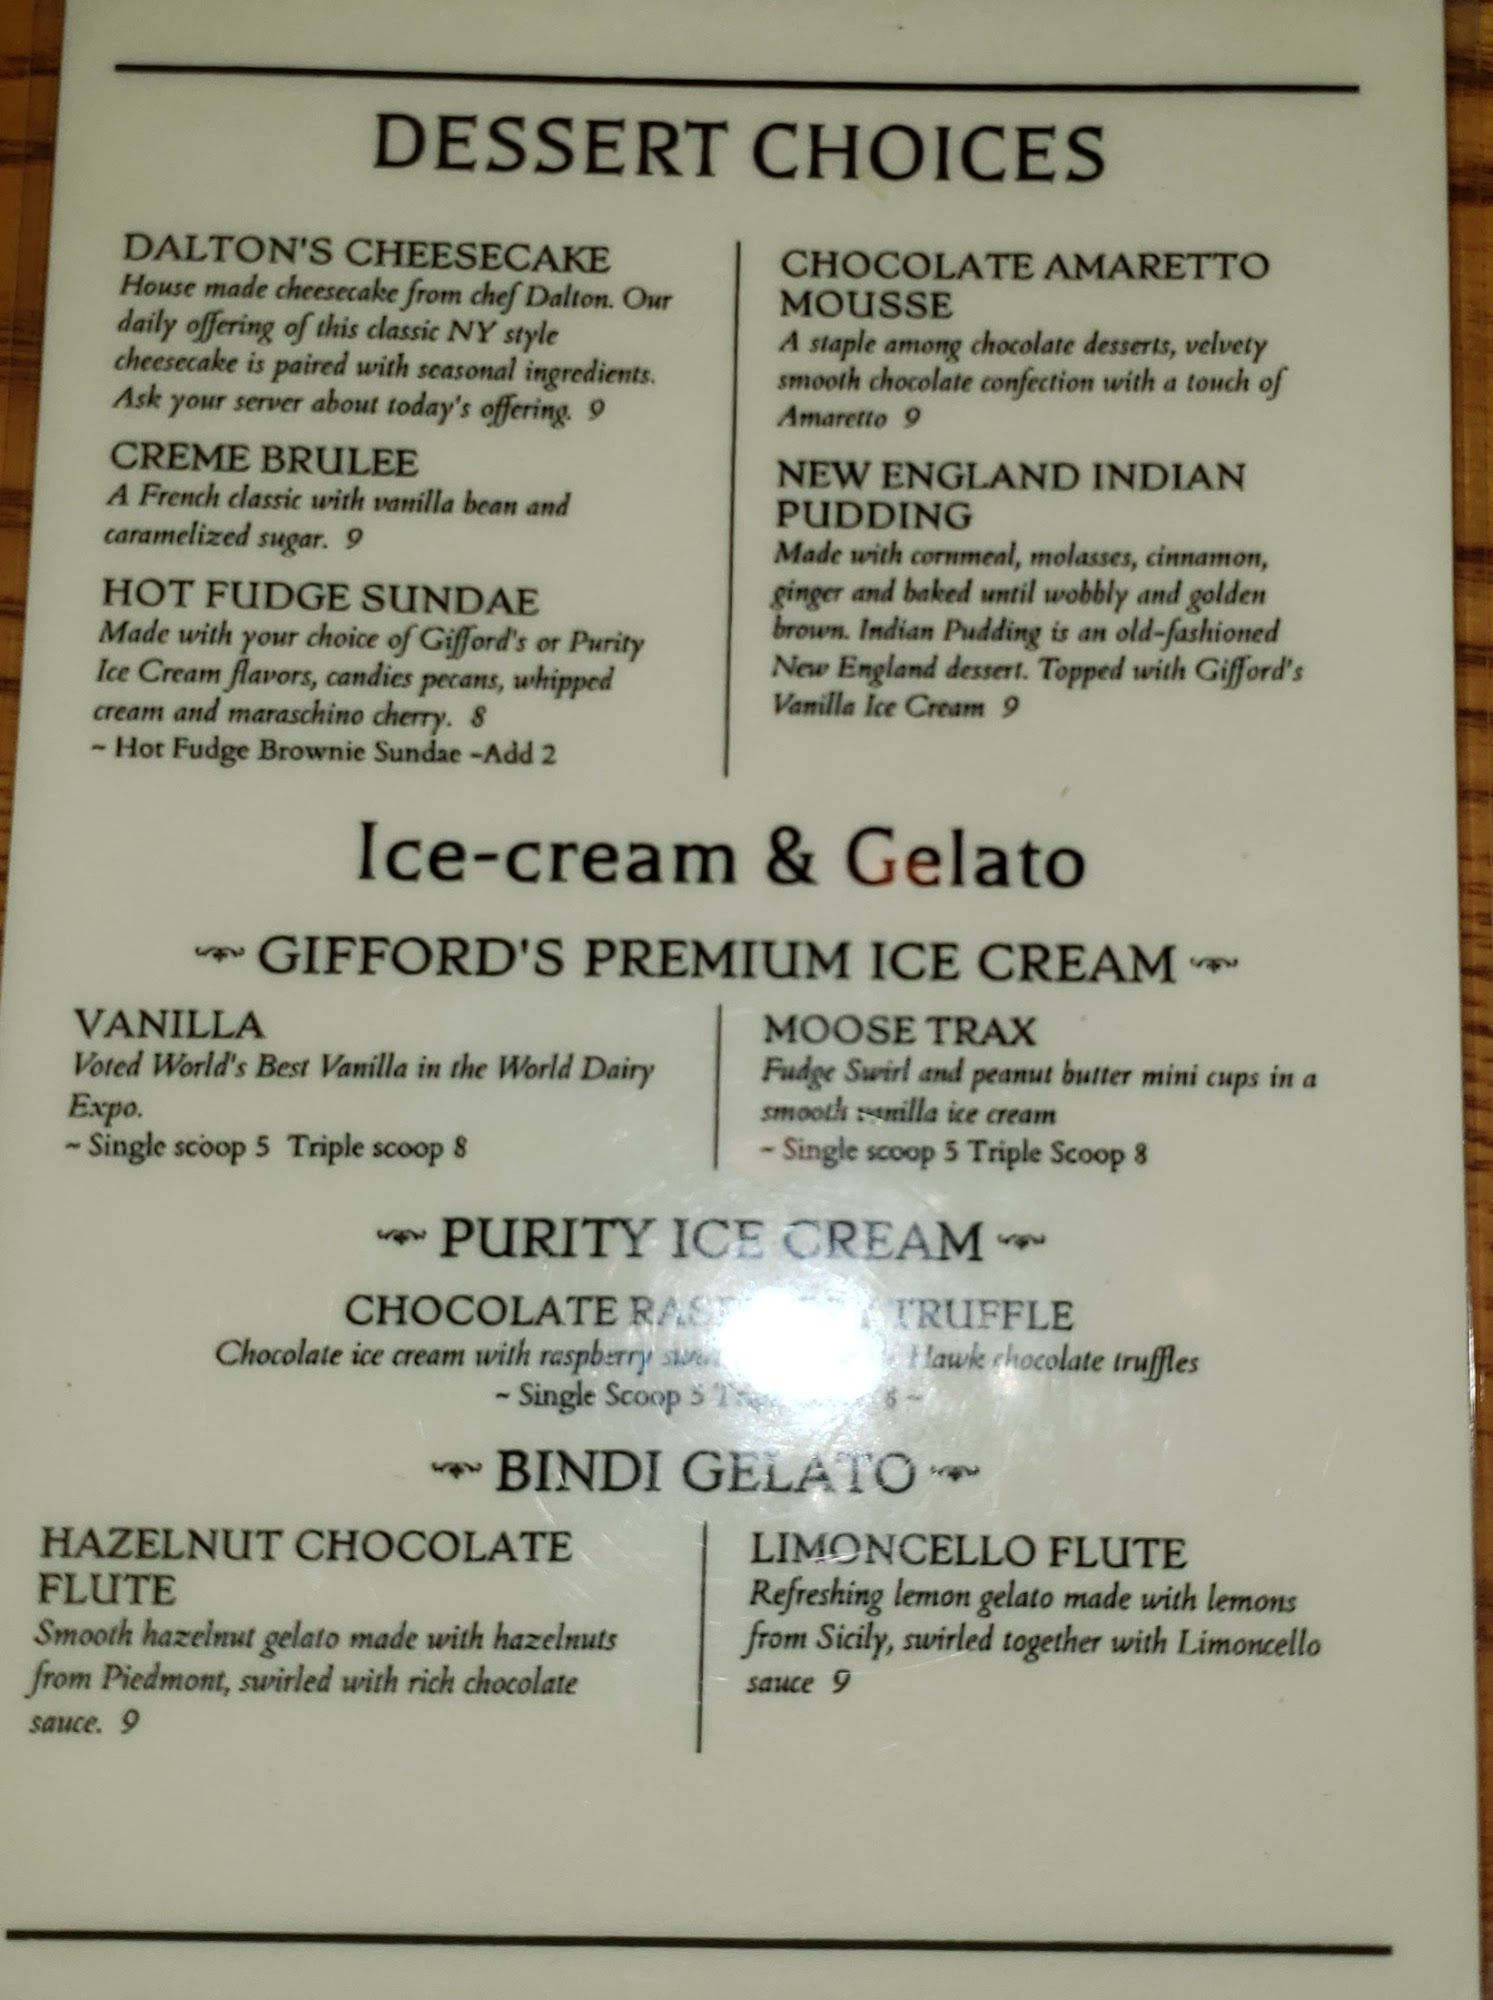 DESSERT CHOICES
DALTON'S CHEESECAKE
House made cheesecake from chef Dalton. Our
daily offering of this classic NY style
cheesecake is paired with seasonal ingredients.
Ask your server about today's offering. 9
CREME BRULEE
A French classic with vanilla bean and
caramelized sugar. 9
HOT FUDGE SUNDAE
Made with your choice of Gifford's or Purity
Ice Cream flavors, candies pecans, whipped
cream and maraschino cherry. 8
~ Hot Fudge Brownie Sundae ~Add 2
CHOCOLATE AMARETTO
MOUSSE
A staple among chocolate desserts, velvety
smooth chocolate confection with a touch of
Amaretto 9
NEW ENGLAND INDIAN
PUDDING
Made with cornmeal, molasses, cinnamon,
ginger and baked until wobbly and golden
brown. Indian Pudding is an old-fashioned
New England dessert. Topped with Gifford's
Vanilla Ice Cream 9
Ice-cream & Gelato
GIFFORD'S PREMIUM ICE CREAM
VANILLA
Voted World's Best Vanilla in the World Dairy
Expo.
~ Single scoop 5 Triple scoop 8
MOOSE TRAX
Fudge Swirl and peanut butter mini cups in a
smooth vanilla ice cream
~ Single scoop 5 Triple Scoop 8
PURITY ICE CREAM
CHOCOLATE TRUFFLE
Chocolate ice cream with raspberry Hawk chocolate truffles
~ Single Scoop 5 8 ~
BINDI GELATO
HAZELNUT CHOCOLATE
FLUTE
Smooth hazelnut gelato made with hazelnuts
from Piedmont, swirled with rich chocolate
sauce. 9
LIMONCELLO FLUTE
Refreshing lemon gelato made with lemons
from Sicily, swirled together with Limoncello
sauce 9